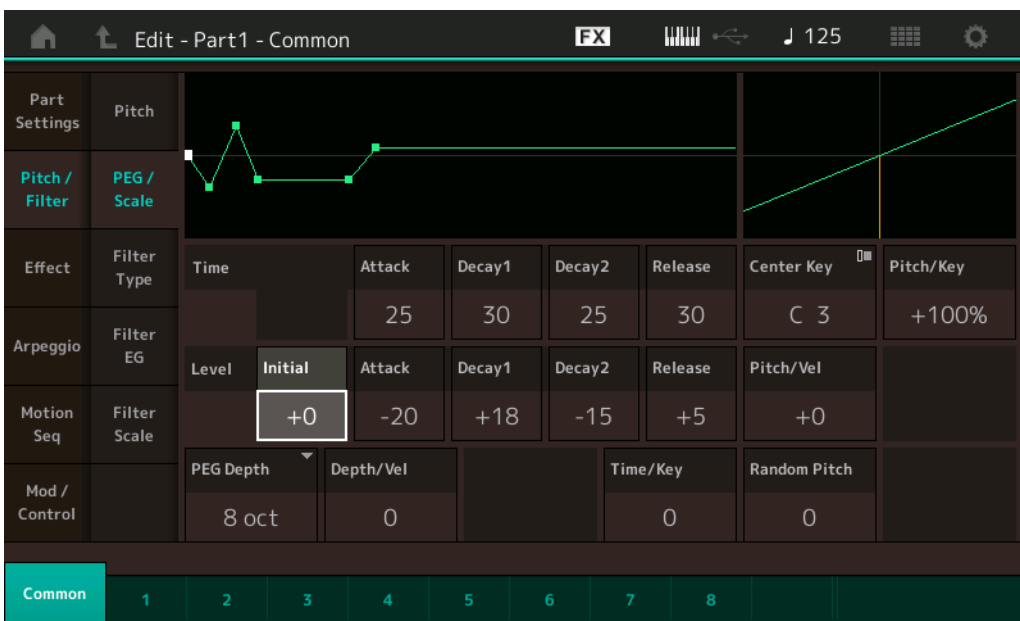 Edit - Part1 - Common
FX
♩ 125
Part
Settings
Pitch
Pitch /
Filter
PEG /
Scale
Effect
Filter
Type
Arpeggio
Filter
EG
Motion
Seq
Filter
Scale
Mod /
Control
Time
Attack
25
Decay1
30
Decay2
25
Release
30
Center Key
C 3
Pitch/Key
+100%
Level
Initial
+0
Attack
-20
Decay1
+18
Decay2
-15
Release
+5
Pitch/Vel
+0
PEG Depth
8 oct
Depth/Vel
0
Time/Key
0
Random Pitch
0
Common 1 2 3 4 5 6 7 8